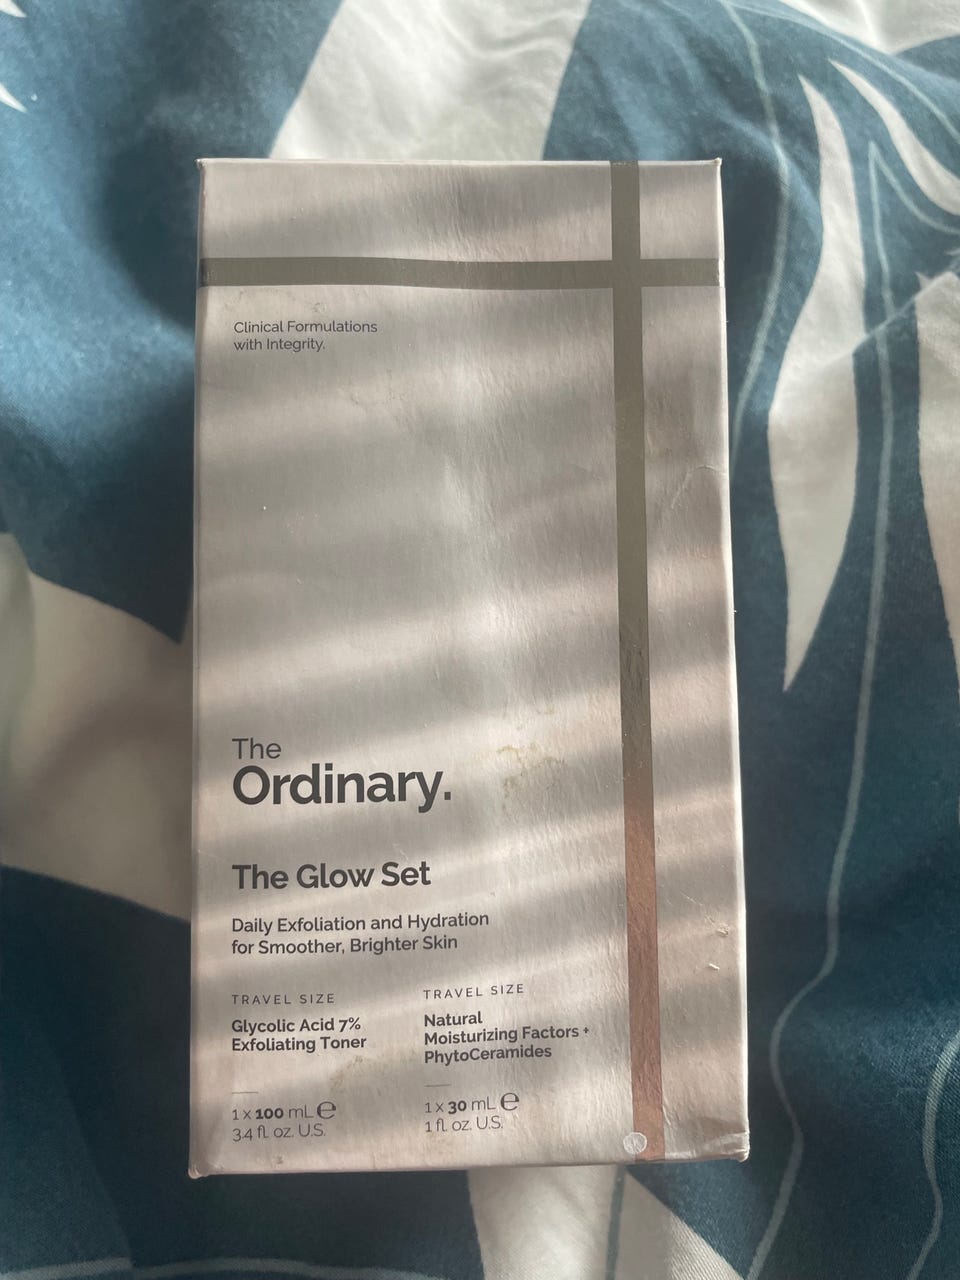 Clinical Formulations
with Integrity.
The
Ordinary.
The Glow Set
Daily Exfoliation and Hydration
for Smoother, Brighter Skin
TRAVEL SIZE
Glycolic Acid 7%
Exfoliating Toner
1 x 100 mL ℮
3.4 fl. oz. U.S.
TRAVEL SIZE
Natural
Moisturizing Factors +
PhytoCeramides
1 x 30 mL ℮
1 fl. oz. U.S.